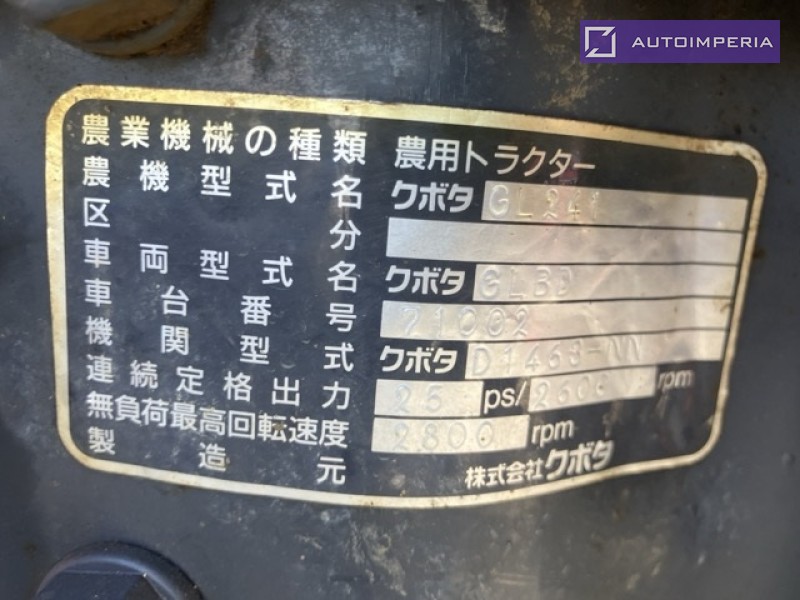 AUTOIMPERIA
農業機械の種類 農用トラクター
農機型式名 クボタ GL241
区分
車両型式名 クボタ GLBD
車台番号 71002
機関型式 クボタ D1463-NN
連続定格出力 25 ps/2600 rpm
無負荷最高回転速度 2800 rpm
製造元 株式会社クボタ